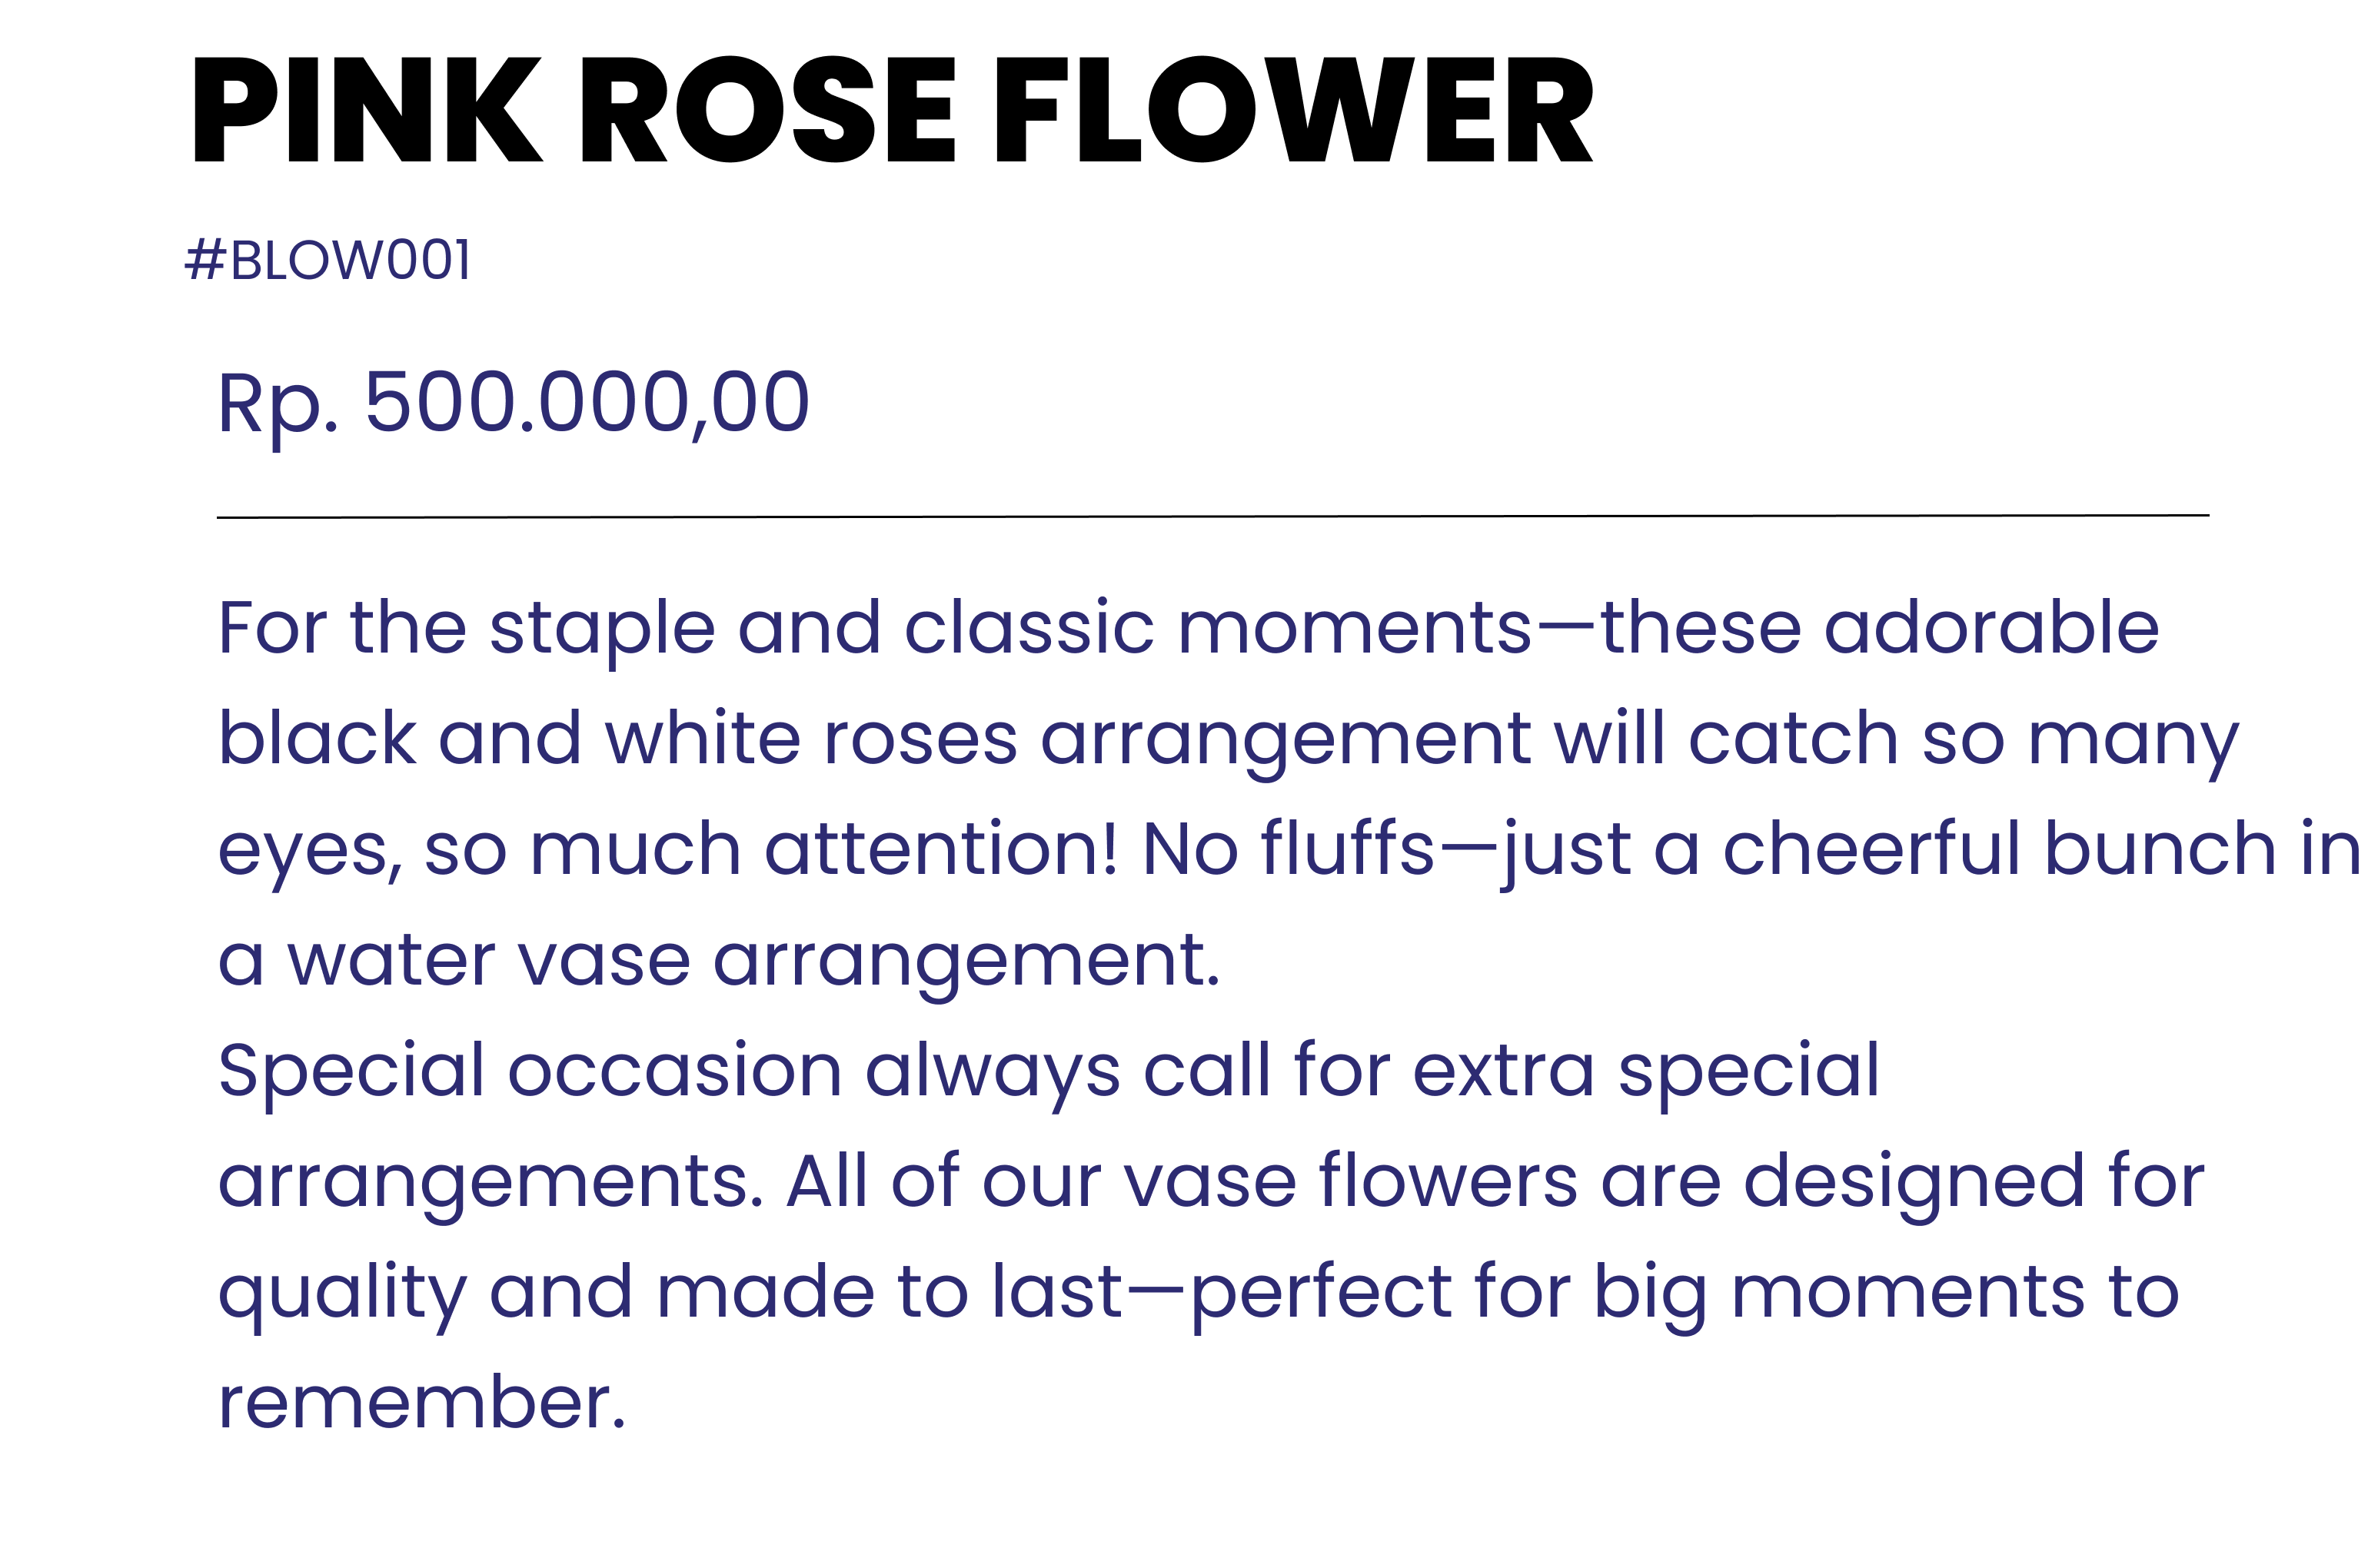 PINK ROSE FLOWER
#BLOW001
Rp. 500.000,00
For the staple and classic moments—these adorable
black and white roses arrangement will catch so many
eyes, so much attention! No fluffs—just a cheerful bunch in
a water vase arrangement.
Special occasion always call for extra special
arrangements. All of our vase flowers are designed for
quality and made to last—perfect for big moments to
remember.